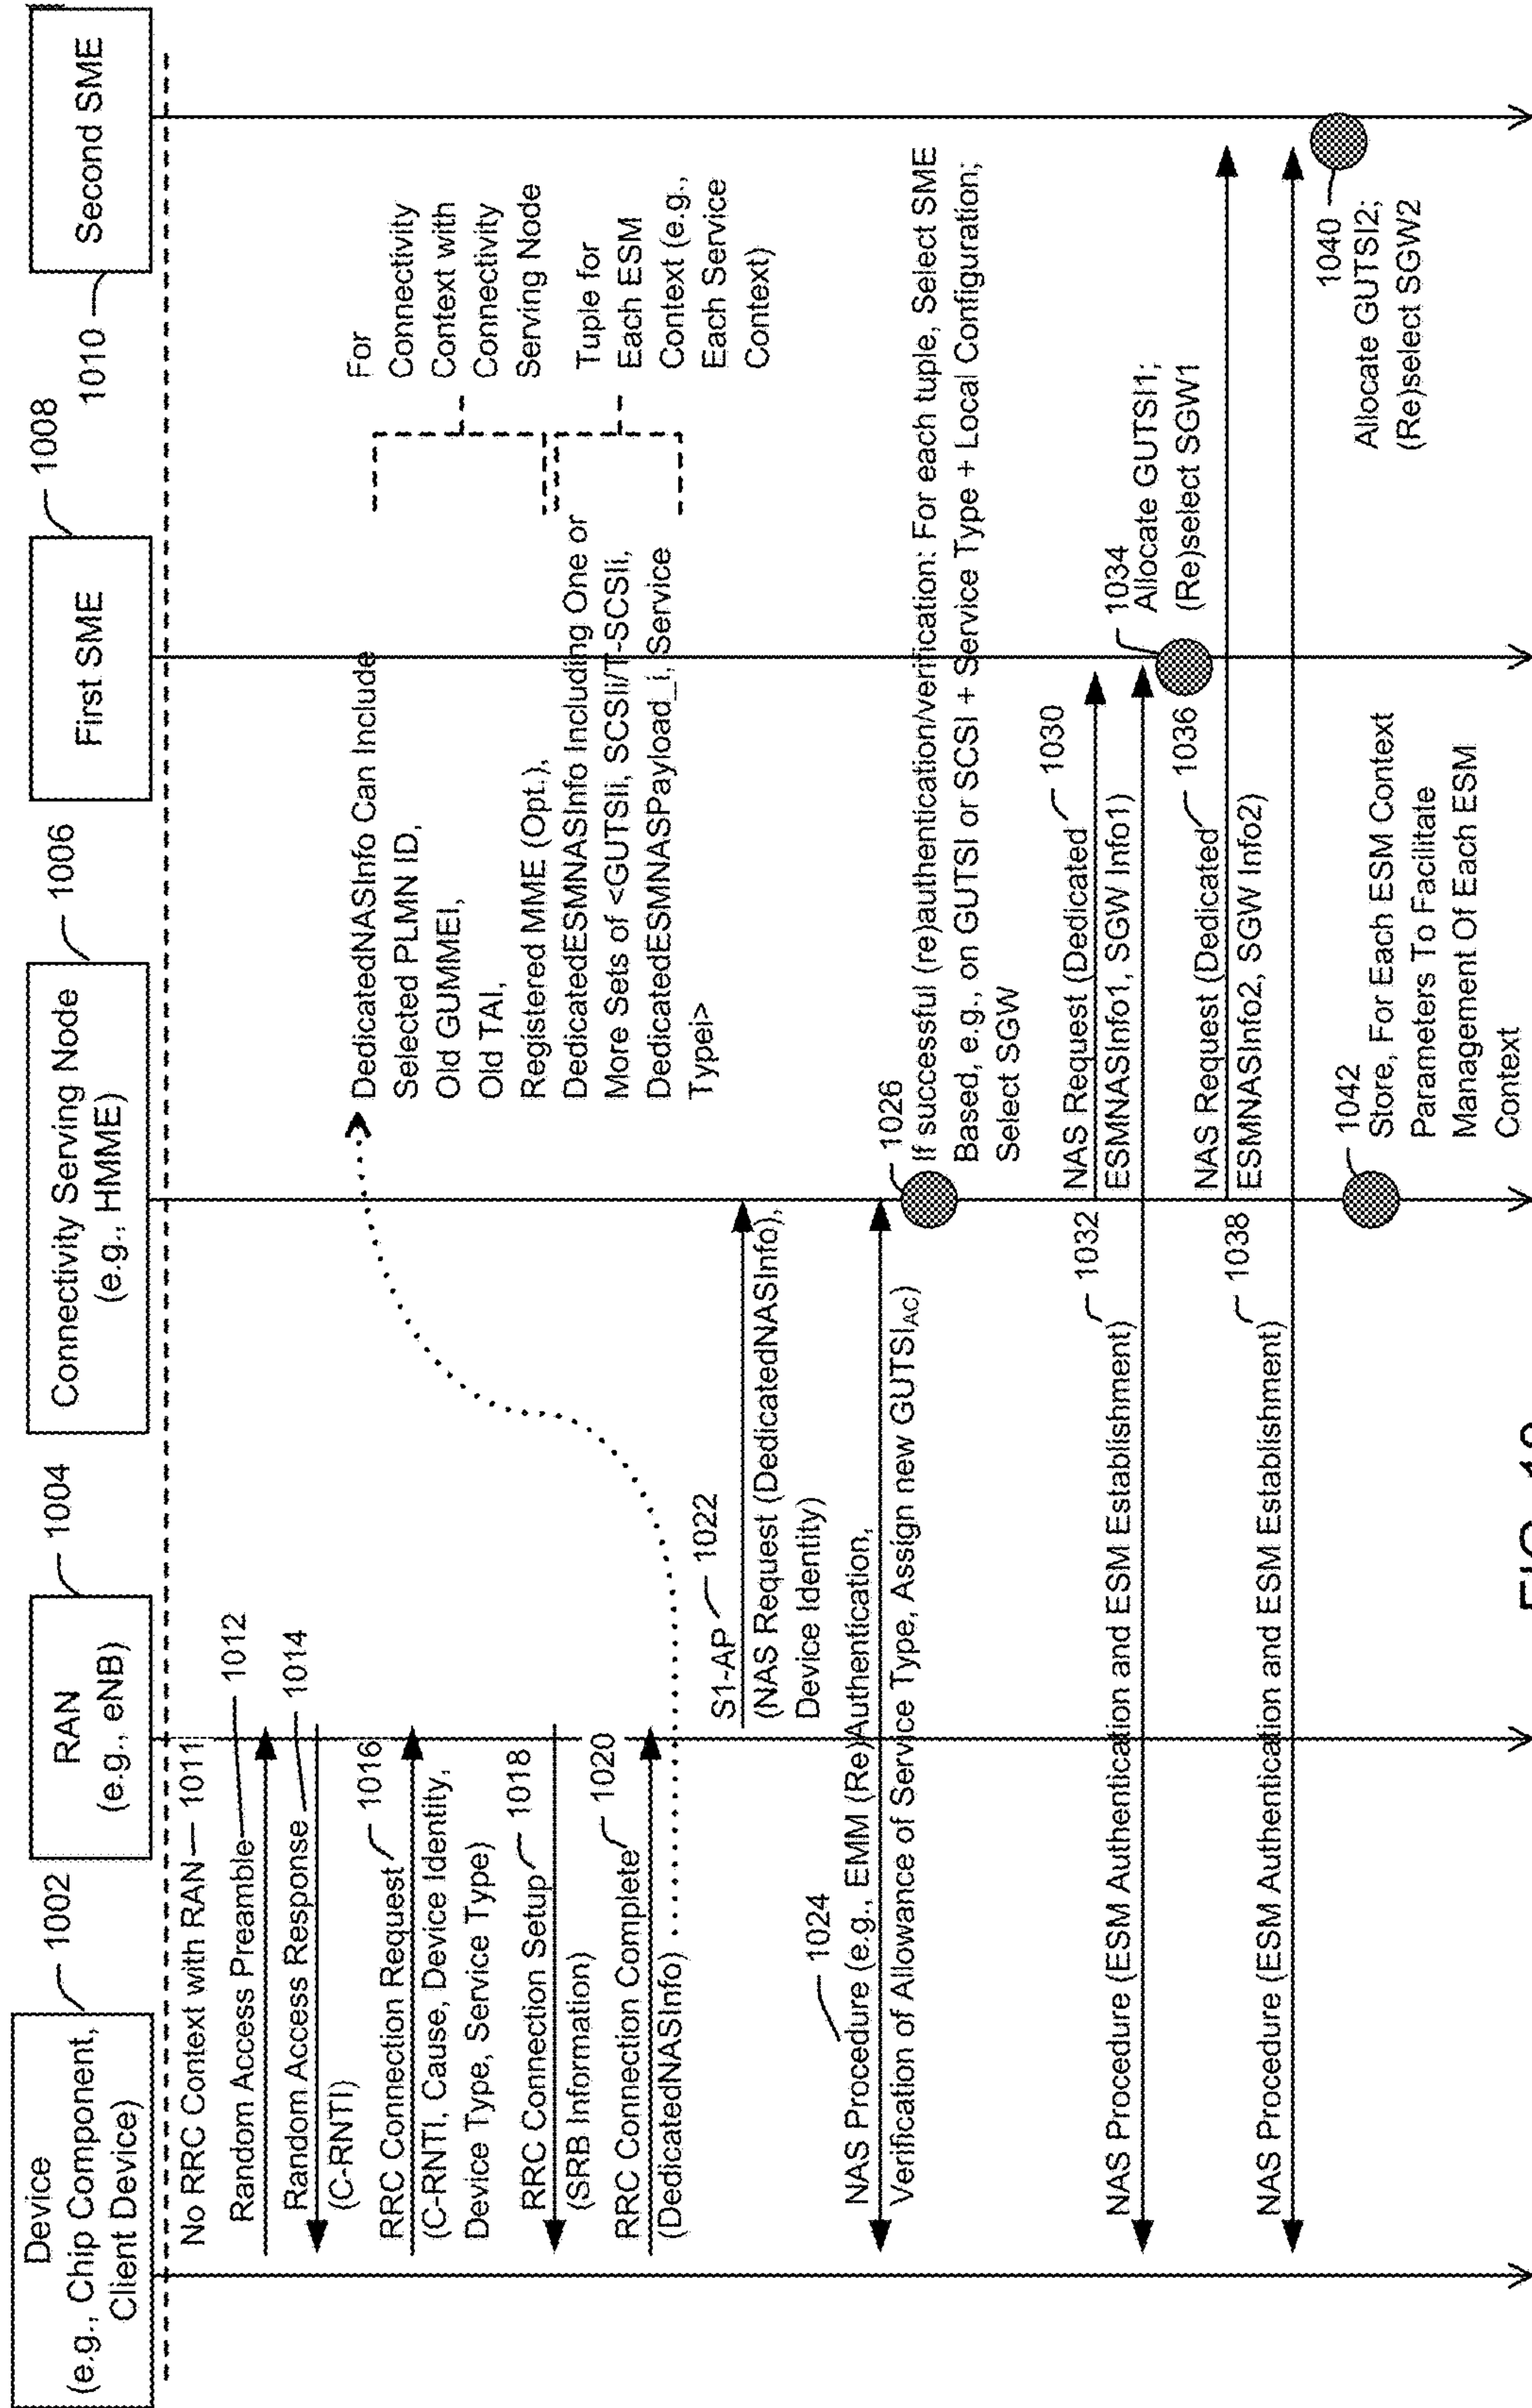 Device
(e.g., Chip Component,
Client Device)
1002
RAN
(e.g., eNB)
1004
Connectivity Serving Node
(e.g., HMME)
1006
First SME
1008
Second SME
1010
No RRC Context with RAN
1011
Random Access Preamble
1012
Random Access Response
(C-RNTI)
1014
RRC Connection Request
1016
(C-RNTI, Cause, Device Identity,
Device Type, Service Type)
RRC Connection Setup
1018
(SRB Information)
RRC Connection Complete
1020
(DedicatedNASInfo)
DedicatedNASInfo Can Include
Selected PLMN ID,
Old GUMMEI,
Old TAI,
Registered MME (Opt.),
DedicatedESMNASInfo Including One or
More Sets of <GUTSIi, SCSIi/T-SCSIi,
DedicatedESMNASPayload_i, Service
Typei>
For
Connectivity
Context with
Connectivity
Serving Node
Tuple for
Each ESM
Context (e.g.,
Each Service
Context)
S1-AP
1022
(NAS Request (DedicatedNASInfo),
Device Identity)
1024
NAS Procedure (e.g., EMM (Re)Authentication,
Verification of Allowance of Service Type, Assign new GUTSIAC)
1026
If successful (re)authentication/verification: For each tuple, Select SME
Based, e.g., on GUTSI or SCSI + Service Type + Local Configuration;
Select SGW
NAS Request (Dedicated
1030
ESMNASInfo1, SGW Info1)
NAS Procedure (ESM Authentication and ESM Establishment)
1032
1034
Allocate GUTSI1;
(Re)select SGW1
NAS Request (Dedicated
1036
ESMNASInfo2, SGW Info2)
NAS Procedure (ESM Authentication and ESM Establishment)
1038
1040
Allocate GUTSI2;
(Re)select SGW2
1042
Store, For Each ESM Context
Parameters To Facilitate
Management Of Each ESM
Context